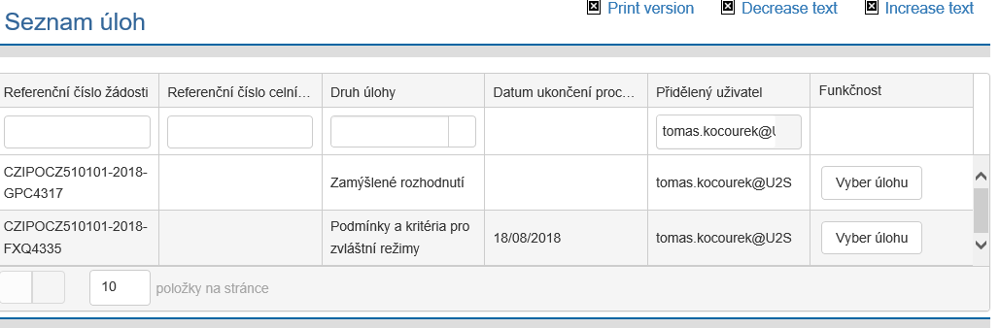 Print version Decrease text Increase text
Seznam úloh
Referenční číslo žádosti Referenční číslo celní… Druh úlohy Datum ukončení proc… Přidělený uživatel Funkčnost
tomas.kocourek@U
CZIPOCZ510101-2018-
GPC4317
Zamýšlené rozhodnutí tomas.kocourek@U2S Vyber úlohu
CZIPOCZ510101-2018-
FXQ4335
Podmínky a kritéria pro
zvláštní režimy
18/08/2018 tomas.kocourek@U2S Vyber úlohu
10 položky na stránce